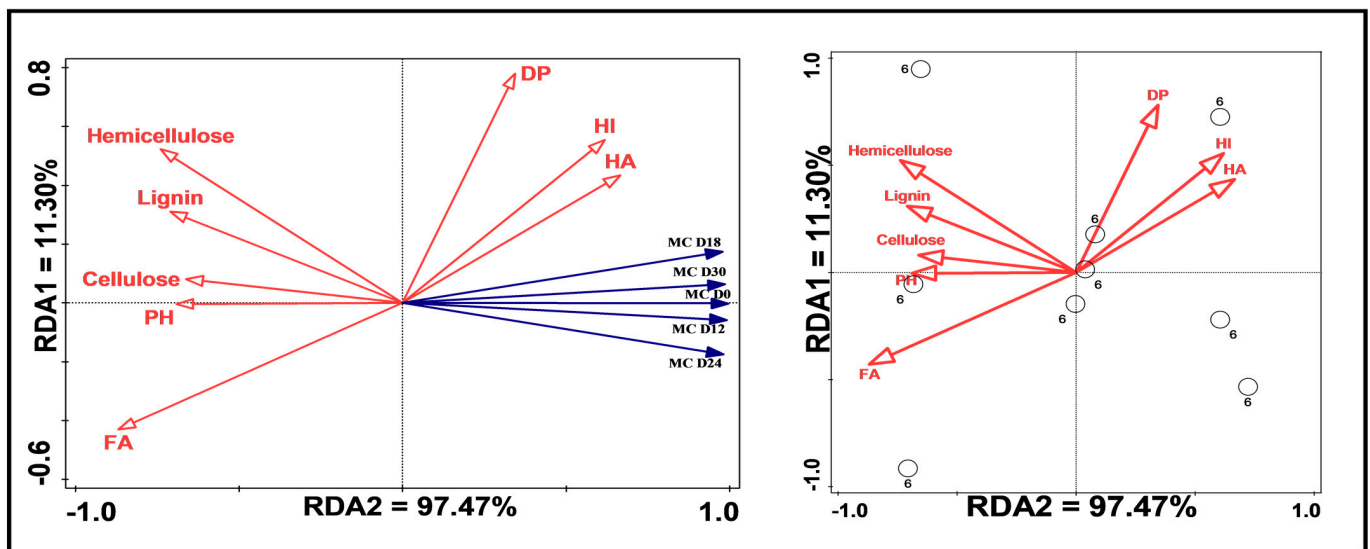 0.8
DP
Hemicellulose
HI
HA
Lignin
RDA1 = 11.30%
MC D18
Cellulose
MC D30
MC D0
PH
MC D12
MC D24
FA
-0.6
-1.0
RDA2 = 97.47%
1.0
1.0
6
6
DP
HI
Hemicellulose
HA
Lignin
RDA1 = 11.30%
6
Cellulose
PH
6
6
6
6
FA
6
6
-1.0
-1.0
RDA2 = 97.47%
1.0